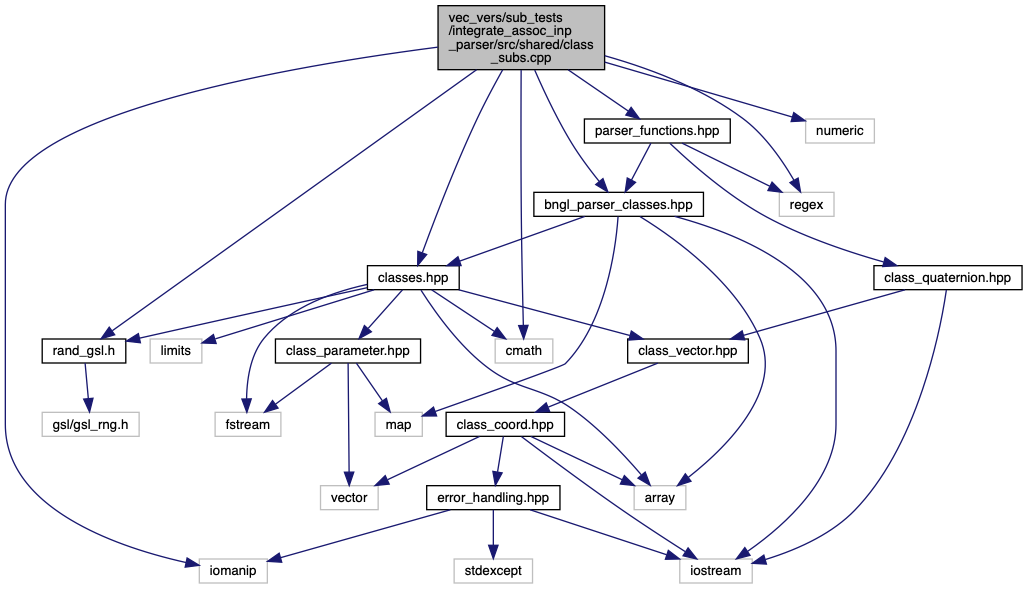 vec_vers/sub_tests
/integrate_assoc_inp
_parser/src/shared/class
_subs.cpp
parser_functions.hpp
numeric
bngl_parser_classes.hpp
regex
classes.hpp
class_quaternion.hpp
rand_gsl.h
limits
class_parameter.hpp
cmath
class_vector.hpp
gsl/gsl_rng.h
fstream
map
class_coord.hpp
vector
error_handling.hpp
array
iomanip
stdexcept
iostream